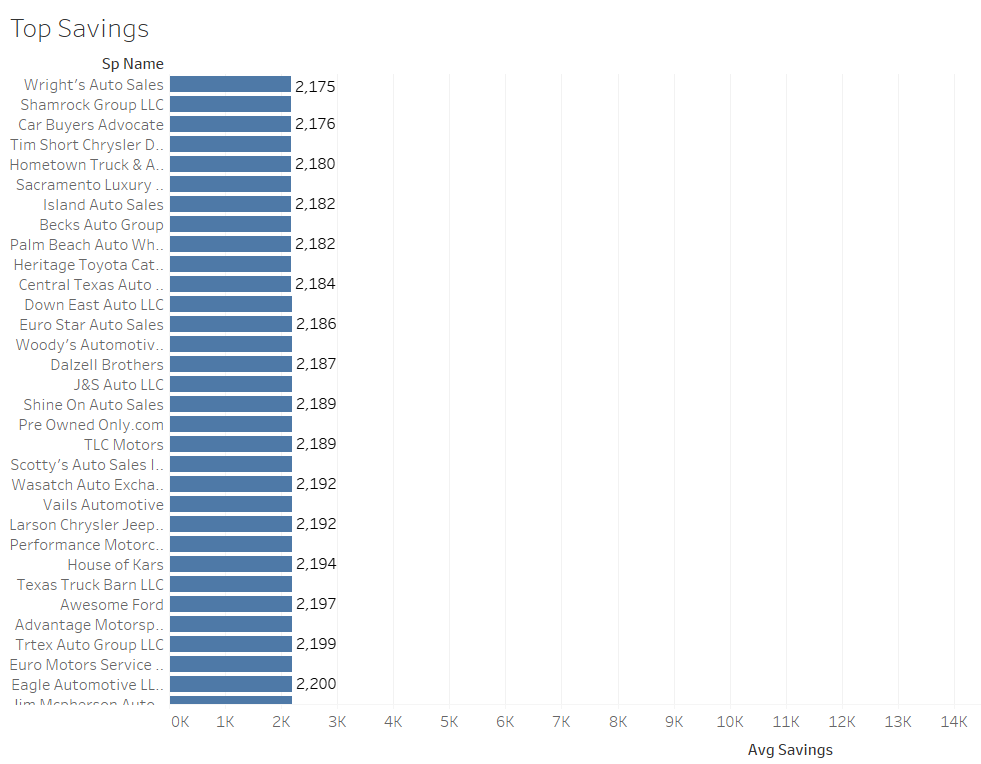 Top Savings
Sp Name
Wright's Auto Sales 2,175
Shamrock Group LLC
Car Buyers Advocate 2,176
Tim Short Chrysler D..
Hometown Truck & A.. 2,180
Sacramento Luxury ..
Island Auto Sales 2,182
Becks Auto Group
Palm Beach Auto Wh.. 2,182
Heritage Toyota Cat..
Central Texas Auto .. 2,184
Down East Auto LLC
Euro Star Auto Sales 2,186
Woody's Automotiv..
Dalzell Brothers 2,187
J&S Auto LLC
Shine On Auto Sales 2,189
Pre Owned Only.com
TLC Motors 2,189
Scotty's Auto Sales I..
Wasatch Auto Excha.. 2,192
Vails Automotive
Larson Chrysler Jeep.. 2,192
Performance Motorc..
House of Kars 2,194
Texas Truck Barn LLC
Awesome Ford 2,197
Advantage Motorsp..
Trtex Auto Group LLC 2,199
Euro Motors Service ..
Eagle Automotive LL.. 2,200
Jim Mcpherson Auto..
0K 1K 2K 3K 4K 5K 6K 7K 8K 9K 10K 11K 12K 13K 14K
Avg Savings